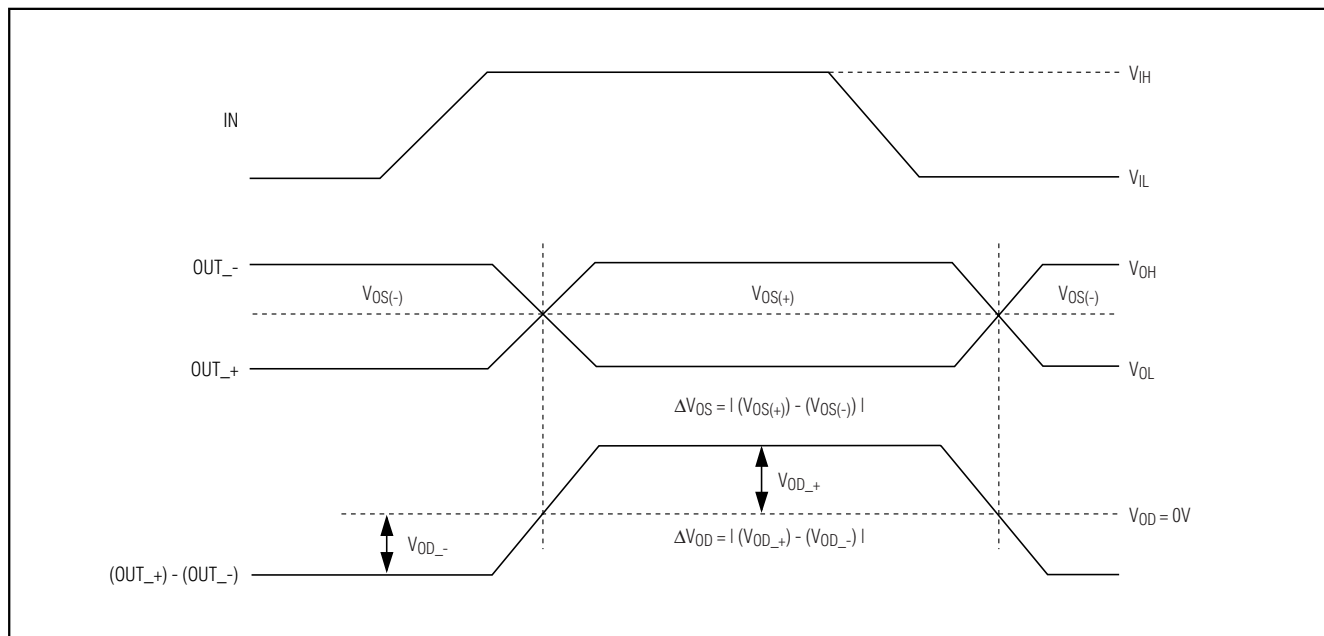 V_IH
IN
V_IL
OUT_-
V_OH
V_OS(-)
V_OS(+)
V_OS(-)
OUT_+
V_OL
ΔV_OS = | (V_OS(+)) - (V_OS(-)) |
V_OD_+
V_OD = 0V
V_OD_-
ΔV_OD = | (V_OD_+) - (V_OD_-) |
(OUT_+) - (OUT_-)